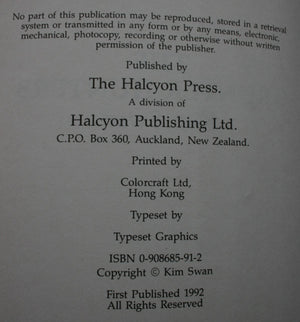 No part of this publication may be reproduced, stored in a retrieval
system or transmitted in any form or by any means, electronic,
mechanical, photocopy, recording or otherwise without written
permission of the publisher.
Published by
The Halcyon Press.
A division of
Halcyon Publishing Ltd.
C.P.O. Box 360, Auckland, New Zealand.
Printed by
Colorcraft Ltd,
Hong Kong
Typeset by
Typeset Graphics
ISBN 0-908685-91-2
Copyright © Kim Swan
First Published 1992
All Rights Reserved